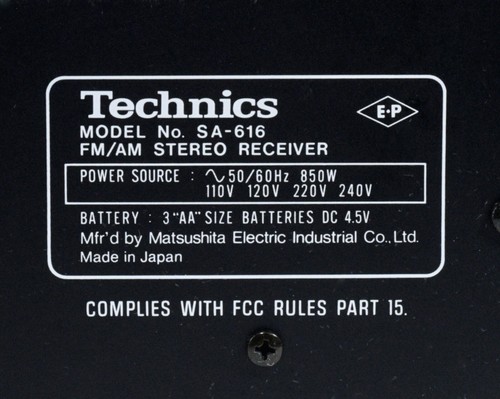 Technics
E·P
MODEL No. SA-616
FM/AM STEREO RECEIVER
POWER SOURCE : ∿50/60Hz 850W
110V 120V 220V 240V
BATTERY : 3 "AA" SIZE BATTERIES DC 4.5V
Mfr'd by Matsushita Electric Industrial Co., Ltd.
Made in Japan
COMPLIES WITH FCC RULES PART 15.